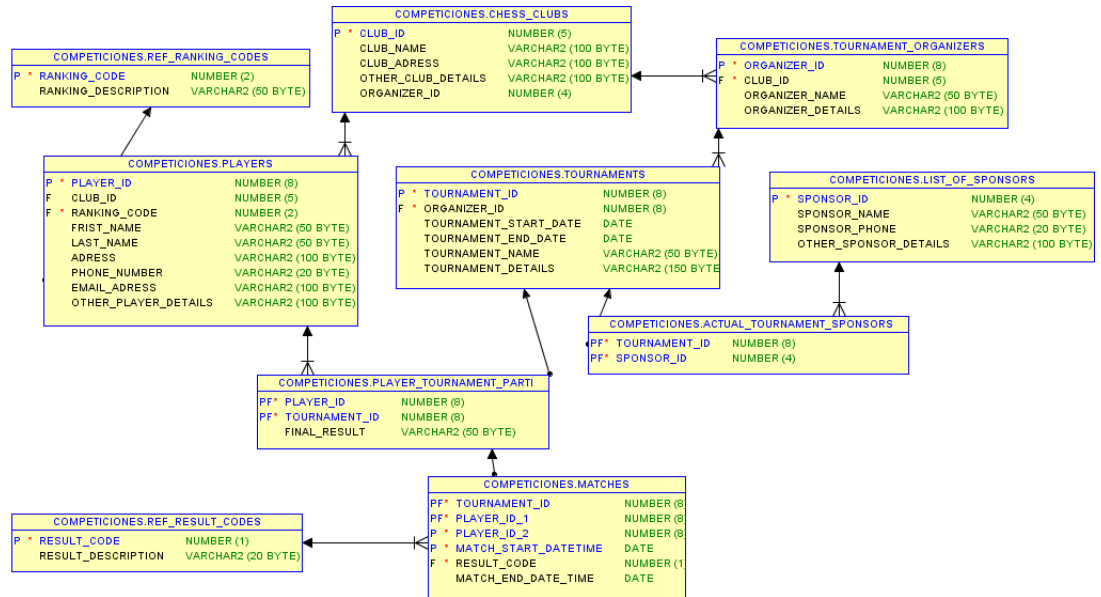 COMPETICIONES.CHESS_CLUBS
P * CLUB_ID NUMBER (5)
CLUB_NAME VARCHAR2 (100 BYTE)
CLUB_ADRESS VARCHAR2 (100 BYTE)
OTHER_CLUB_DETAILS VARCHAR2 (100 BYTE)
ORGANIZER_ID NUMBER (4)
COMPETICIONES.REF_RANKING_CODES
P * RANKING_CODE NUMBER (2)
RANKING_DESCRIPTION VARCHAR2 (50 BYTE)
COMPETICIONES.TOURNAMENT_ORGANIZERS
P * ORGANIZER_ID NUMBER (8)
F * CLUB_ID NUMBER (5)
ORGANIZER_NAME VARCHAR2 (50 BYTE)
ORGANIZER_DETAILS VARCHAR2 (100 BYTE)
COMPETICIONES.PLAYERS
P * PLAYER_ID NUMBER (8)
F CLUB_ID NUMBER (5)
F * RANKING_CODE NUMBER (2)
FRIST_NAME VARCHAR2 (50 BYTE)
LAST_NAME VARCHAR2 (50 BYTE)
ADRESS VARCHAR2 (100 BYTE)
PHONE_NUMBER VARCHAR2 (20 BYTE)
EMAIL_ADRESS VARCHAR2 (100 BYTE)
OTHER_PLAYER_DETAILS VARCHAR2 (100 BYTE)
COMPETICIONES.TOURNAMENTS
P * TOURNAMENT_ID NUMBER (8)
F * ORGANIZER_ID NUMBER (8)
TOURNAMENT_START_DATE DATE
TOURNAMENT_END_DATE DATE
TOURNAMENT_NAME VARCHAR2 (50 BYTE)
TOURNAMENT_DETAILS VARCHAR2 (150 BYTE
COMPETICIONES.LIST_OF_SPONSORS
P * SPONSOR_ID NUMBER (4)
SPONSOR_NAME VARCHAR2 (50 BYTE)
SPONSOR_PHONE VARCHAR2 (20 BYTE)
OTHER_SPONSOR_DETAILS VARCHAR2 (100 BYTE)
COMPETICIONES.ACTUAL_TOURNAMENT_SPONSORS
PF* TOURNAMENT_ID NUMBER (8)
PF* SPONSOR_ID NUMBER (4)
COMPETICIONES.PLAYER_TOURNAMENT_PARTI
PF* PLAYER_ID NUMBER (8)
PF* TOURNAMENT_ID NUMBER (8)
FINAL_RESULT VARCHAR2 (50 BYTE)
COMPETICIONES.MATCHES
PF* TOURNAMENT_ID NUMBER (8
PF* PLAYER_ID_1 NUMBER (8
P * PLAYER_ID_2 NUMBER (8
P * MATCH_START_DATETIME DATE
F * RESULT_CODE NUMBER (1)
MATCH_END_DATE_TIME DATE
COMPETICIONES.REF_RESULT_CODES
P * RESULT_CODE NUMBER (1)
RESULT_DESCRIPTION VARCHAR2 (20 BYTE)